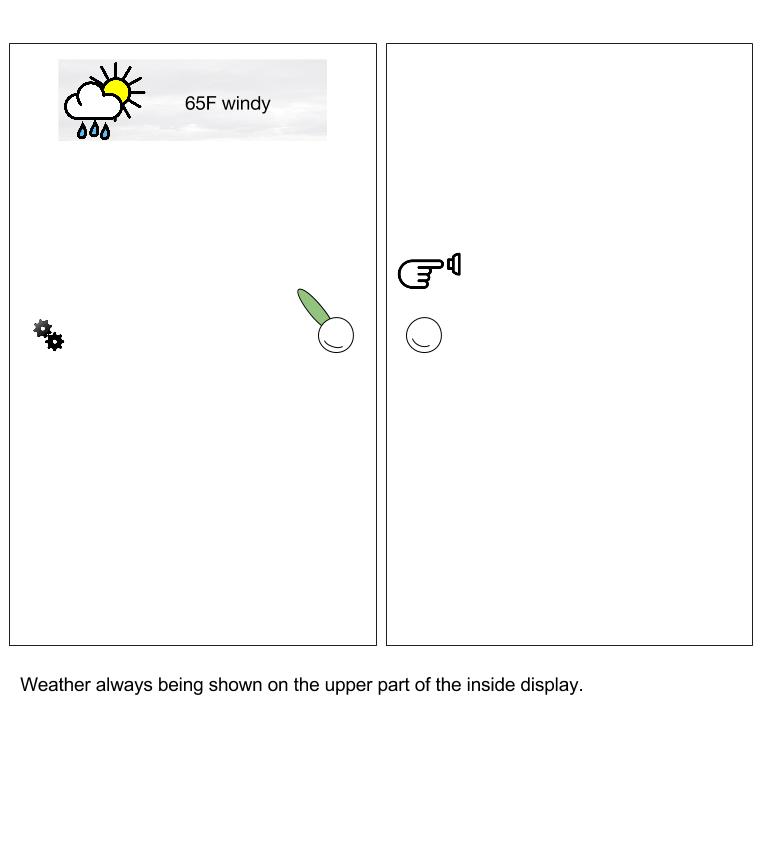 65F windy
Weather always being shown on the upper part of the inside display.